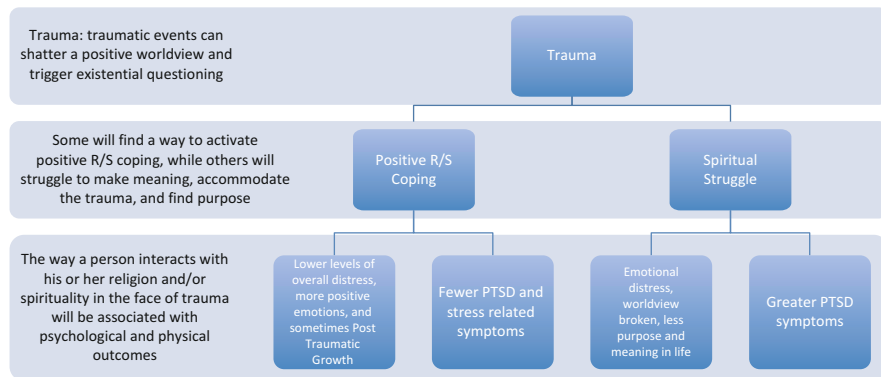 Trauma: traumatic events can
shatter a positive worldview and
trigger existential questioning
Trauma
Some will find a way to activate
positive R/S coping, while others will
struggle to make meaning, accommodate
the trauma, and find purpose
Positive R/S
Coping
Spiritual
Struggle
The way a person interacts with
his or her religion and/or
spirituality in the face of trauma
will be associated with
psychological and physical
outcomes
Lower levels of
overall distress,
more positive
emotions, and
sometimes Post
Traumatic
Growth
Fewer PTSD and
stress related
symptoms
Emotional
distress,
worldview
broken, less
purpose and
meaning in life
Greater PTSD
symptoms